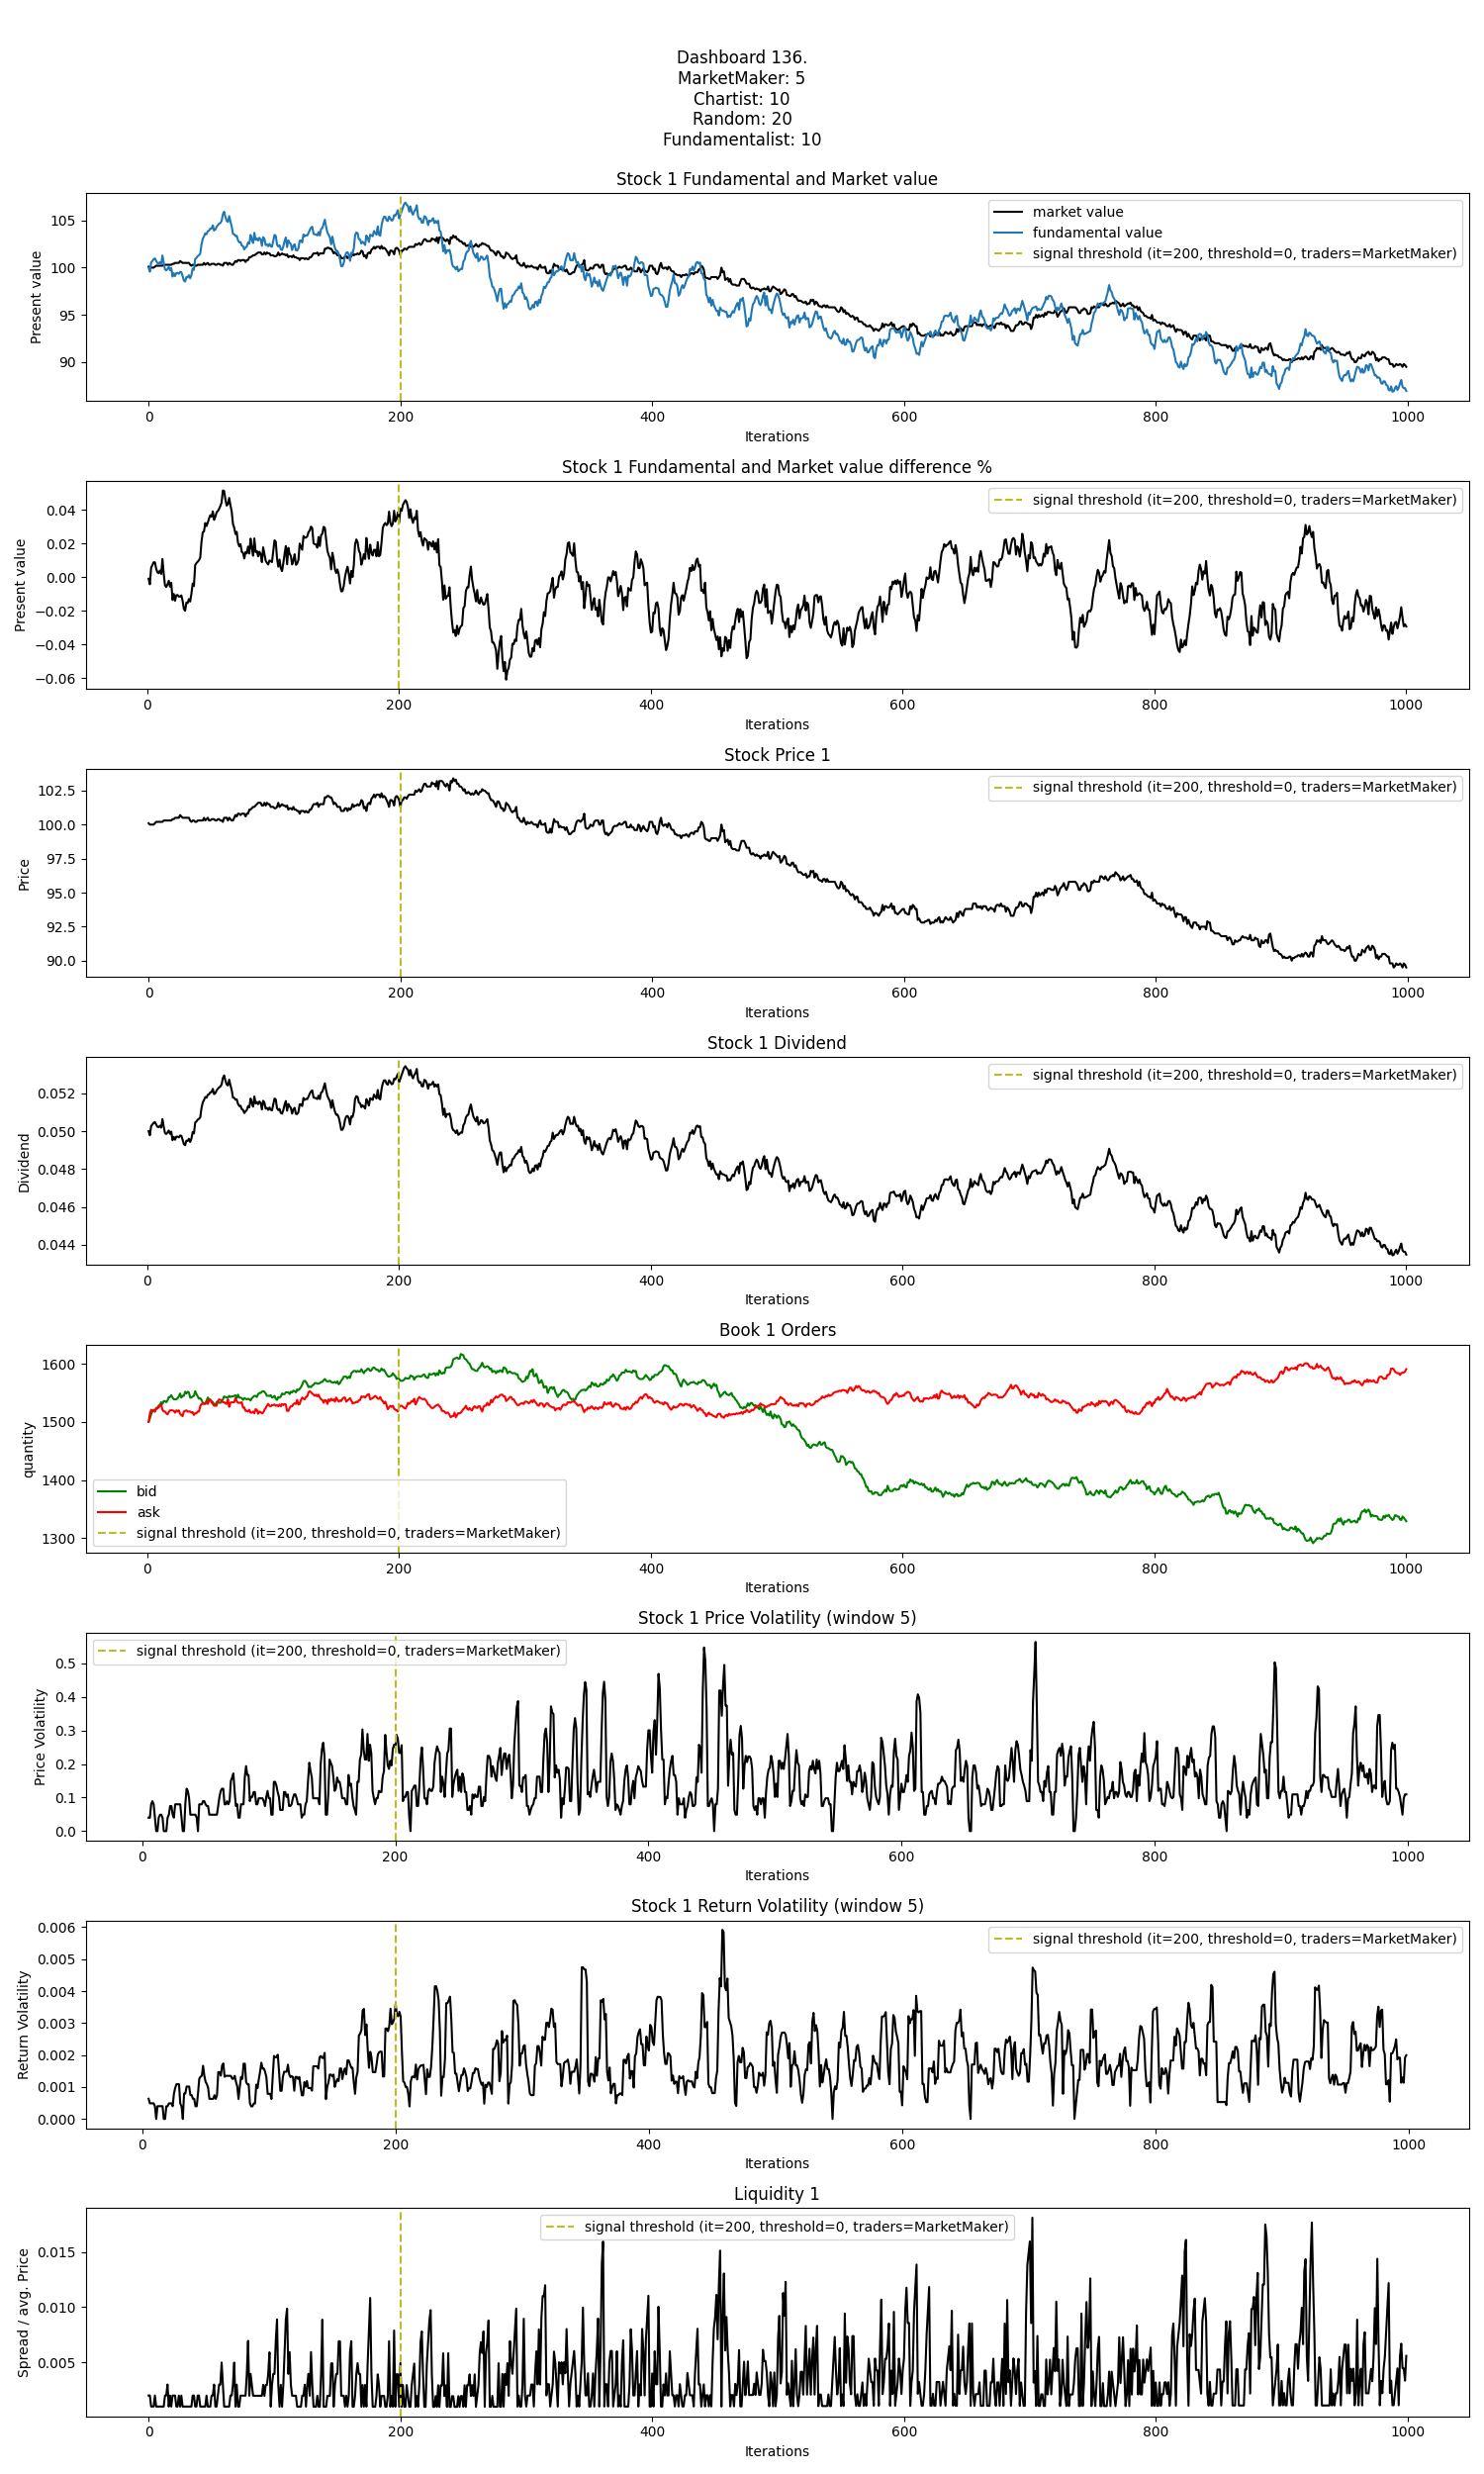 Dashboard 136.
MarketMaker: 5
Chartist: 10
Random: 20
Fundamentalist: 10
Stock 1 Fundamental and Market value
market value
fundamental value
signal threshold (it=200, threshold=0, traders=MarketMaker)
Present value
105
100
95
90
0 200 400 600 800 1000
Iterations
Stock 1 Fundamental and Market value difference %
signal threshold (it=200, threshold=0, traders=MarketMaker)
Present value
0.04
0.02
0.00
−0.02
−0.04
−0.06
0 200 400 600 800 1000
Iterations
Stock Price 1
signal threshold (it=200, threshold=0, traders=MarketMaker)
Price
102.5
100.0
97.5
95.0
92.5
90.0
0 200 400 600 800 1000
Iterations
Stock 1 Dividend
signal threshold (it=200, threshold=0, traders=MarketMaker)
Dividend
0.052
0.050
0.048
0.046
0.044
0 200 400 600 800 1000
Iterations
Book 1 Orders
quantity
1600
1500
1400
1300
bid
ask
signal threshold (it=200, threshold=0, traders=MarketMaker)
0 200 400 600 800 1000
Iterations
Stock 1 Price Volatility (window 5)
signal threshold (it=200, threshold=0, traders=MarketMaker)
Price Volatility
0.5
0.4
0.3
0.2
0.1
0.0
0 200 400 600 800 1000
Iterations
Stock 1 Return Volatility (window 5)
signal threshold (it=200, threshold=0, traders=MarketMaker)
Return Volatility
0.006
0.005
0.004
0.003
0.002
0.001
0.000
0 200 400 600 800 1000
Iterations
Liquidity 1
signal threshold (it=200, threshold=0, traders=MarketMaker)
Spread / avg. Price
0.015
0.010
0.005
0 200 400 600 800 1000
Iterations